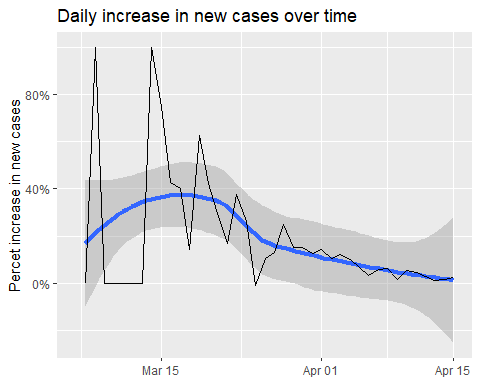 Daily increase in new cases over time
Percet increase in new cases
80%
40%
0%
Mar 15
Apr 01
Apr 15